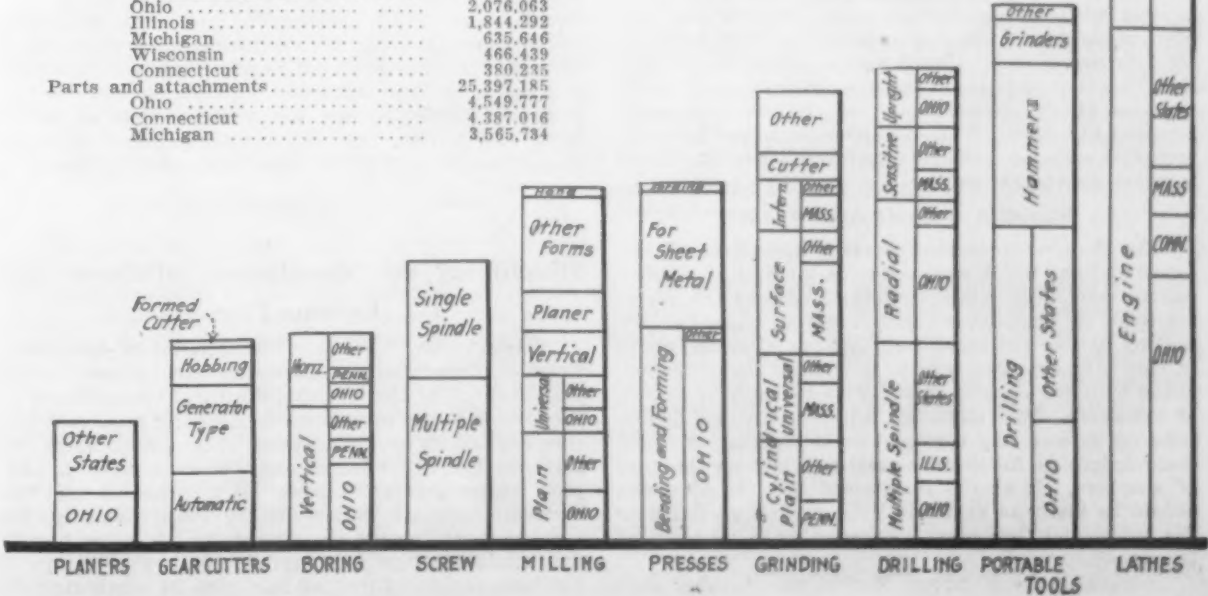 Ohio .................... 2,076,063
Illinois .................... 1,844,292
Michigan .................... 635,646
Wisconsin .................... 466,439
Connecticut .................... 380,235
Parts and attachments .................... 25,397,185
Ohio .................... 4,549,777
Connecticut .................... 4,387,016
Michigan .................... 3,565,734
Other
States
OHIO
PLANERS
Formed
Cutter
Hobbing
Generator
Type
Automatic
GEAR CUTTERS
Horiz.
Other
PENN.
OHIO
Vertical
Other
PENN.
OHIO
BORING
Single
Spindle
Multiple
Spindle
SCREW
Hand
Other
Forms
Planer
Vertical
Universal
Other
OHIO
Plain
Other
OHIO
MILLING
For
Sheet
Metal
Bending and Forming
Other
OHIO
PRESSES
Other
Cutter
Intern.
Other
MASS.
Surface
Other
MASS.
Cylindrical
Universal
Other
MASS.
Plain
Other
PENN.
GRINDING
Upright
Other
OHIO
Sensitive
Other
MASS.
Radial
Other
OHIO
Multiple Spindle
Other
States
ILLS.
OHIO
DRILLING
Other
Grinders
Hammers
Drilling
Other States
OHIO
PORTABLE
TOOLS
Engine
Other
States
MASS
CONN.
OHIO
LATHES